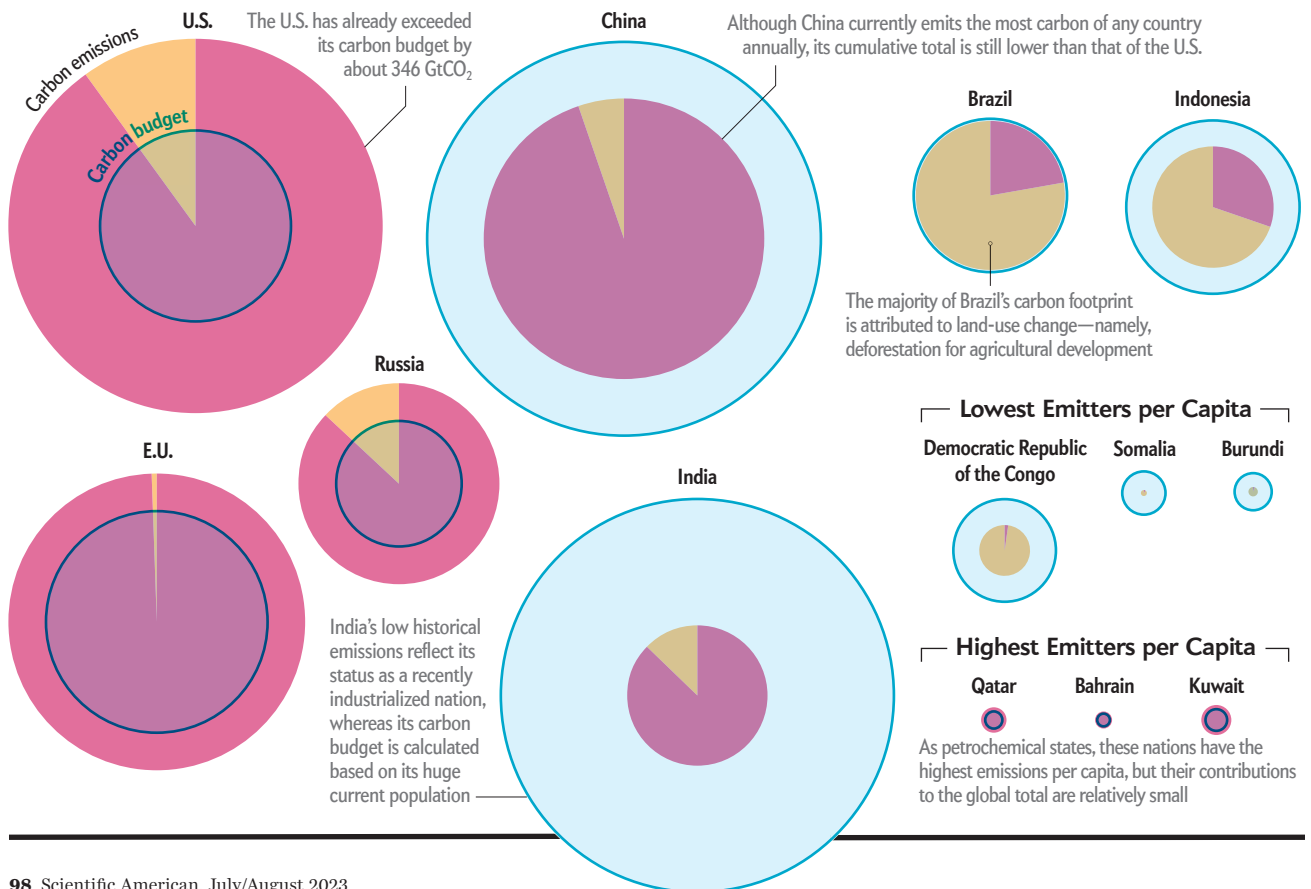 U.S.
The U.S. has already exceeded
its carbon budget by
about 346 GtCO₂
Carbon emissions
Carbon budget
China
Although China currently emits the most carbon of any country
annually, its cumulative total is still lower than that of the U.S.
Brazil
Indonesia
The majority of Brazil's carbon footprint
is attributed to land-use change—namely,
deforestation for agricultural development
Russia
E.U.
India
India's low historical
emissions reflect its
status as a recently
industrialized nation,
whereas its carbon
budget is calculated
based on its huge
current population
Lowest Emitters per Capita
Democratic Republic
of the Congo
Somalia
Burundi
Highest Emitters per Capita
Qatar
Bahrain
Kuwait
As petrochemical states, these nations have the
highest emissions per capita, but their contributions
to the global total are relatively small
98 Scientific American, July/August 2023